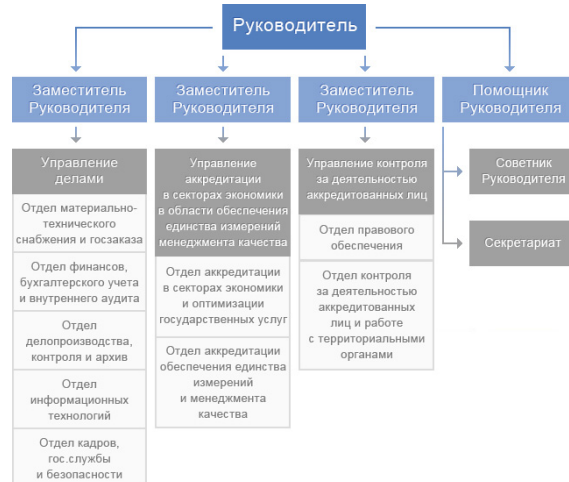 Руководитель
Заместитель
Руководителя
Заместитель
Руководителя
Заместитель
Руководителя
Помощник
Руководителя
Управление
делами
Отдел материально-
технического
снабжения и госзаказа
Отдел финансов,
бухгалтерского учета
и внутреннего аудита
Отдел
делопроизводства,
контроля и архив
Отдел
информационных
технологий
Отдел кадров,
гос.службы
и безопасности
Управление
аккредитации
в секторах экономики
в области обеспечения
единства измерений
менеджмента качества
Отдел аккредитации
в секторах экономики
и оптимизации
государственных услуг
Отдел аккредитации
обеспечения единства
измерений
и менеджмента
качества
Управление контроля
за деятельностью
аккредитованных лиц
Отдел правового
обеспечения
Отдел контроля
за деятельностью
аккредитованных
лиц и работе
с территориальными
органами
Советник
Руководителя
Секретариат